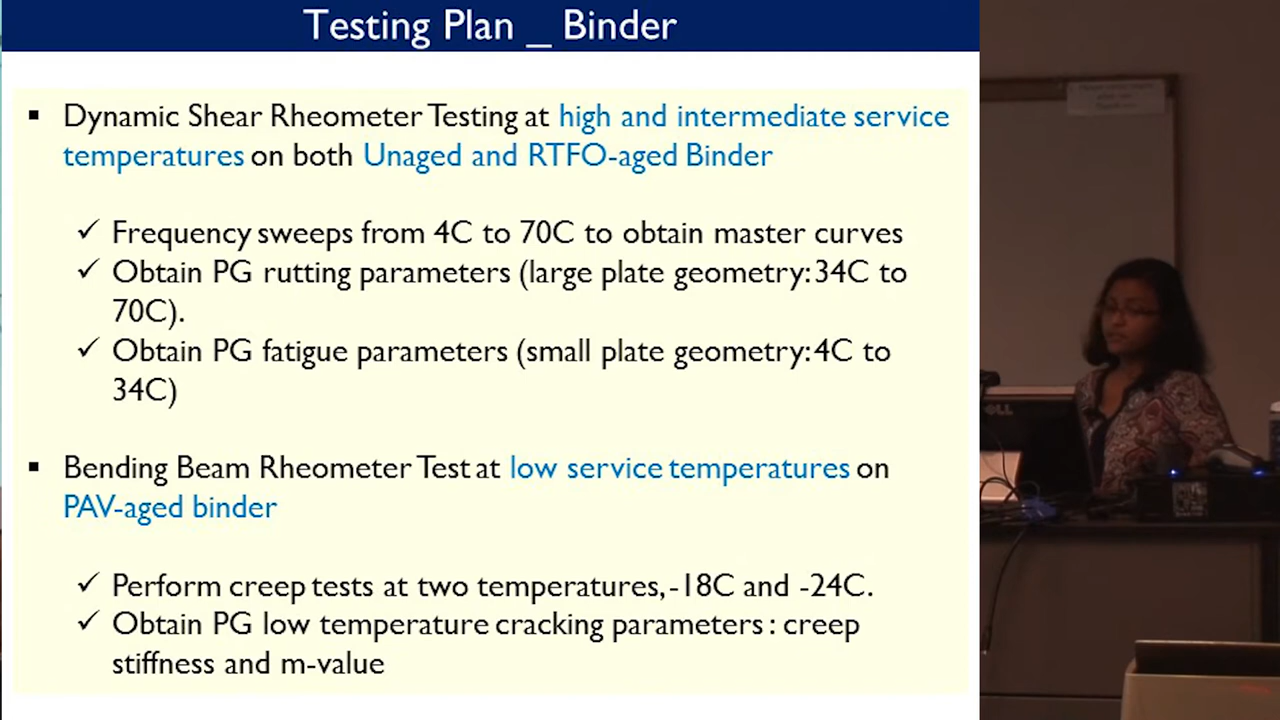 Testing Plan _ Binder
▪ Dynamic Shear Rheometer Testing at high and intermediate service
temperatures on both Unaged and RTFO-aged Binder
✓ Frequency sweeps from 4C to 70C to obtain master curves
✓ Obtain PG rutting parameters (large plate geometry: 34C to
70C).
✓ Obtain PG fatigue parameters (small plate geometry: 4C to
34C)
▪ Bending Beam Rheometer Test at low service temperatures on
PAV-aged binder
✓ Perform creep tests at two temperatures, -18C and -24C.
✓ Obtain PG low temperature cracking parameters : creep
stiffness and m-value
DELL